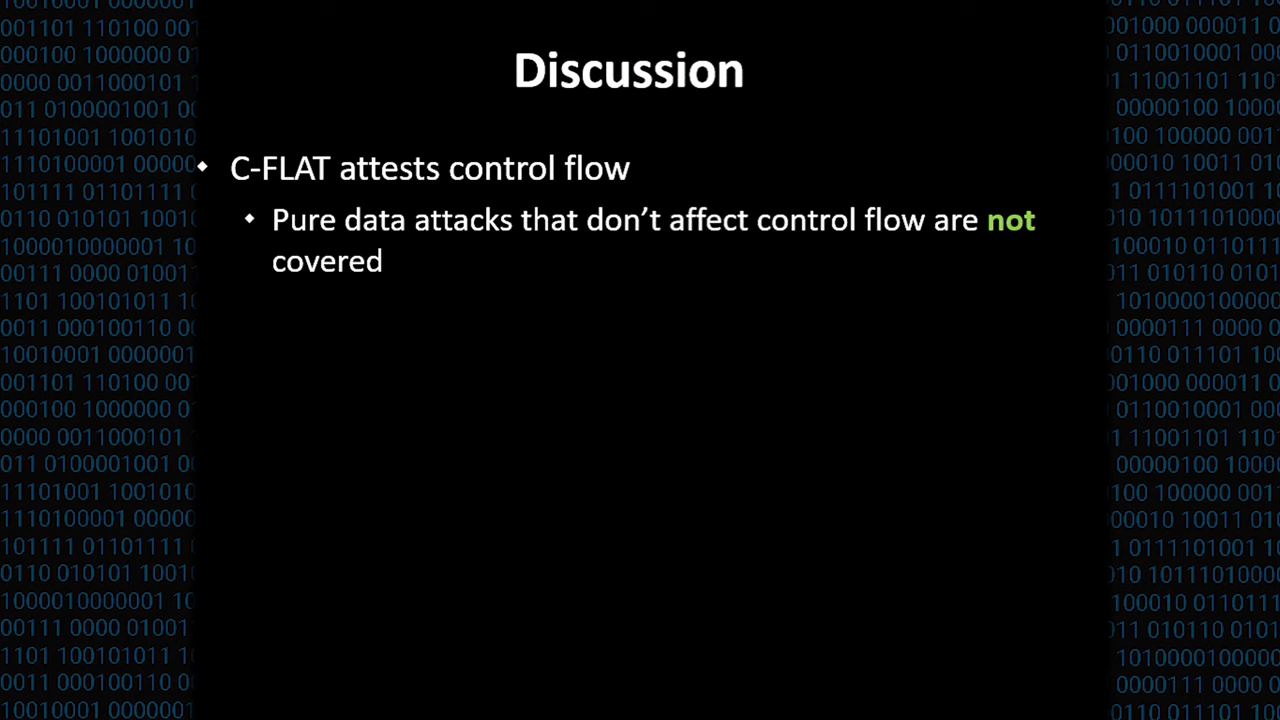 Discussion
C-FLAT attests control flow
Pure data attacks that don’t affect control flow are not
covered